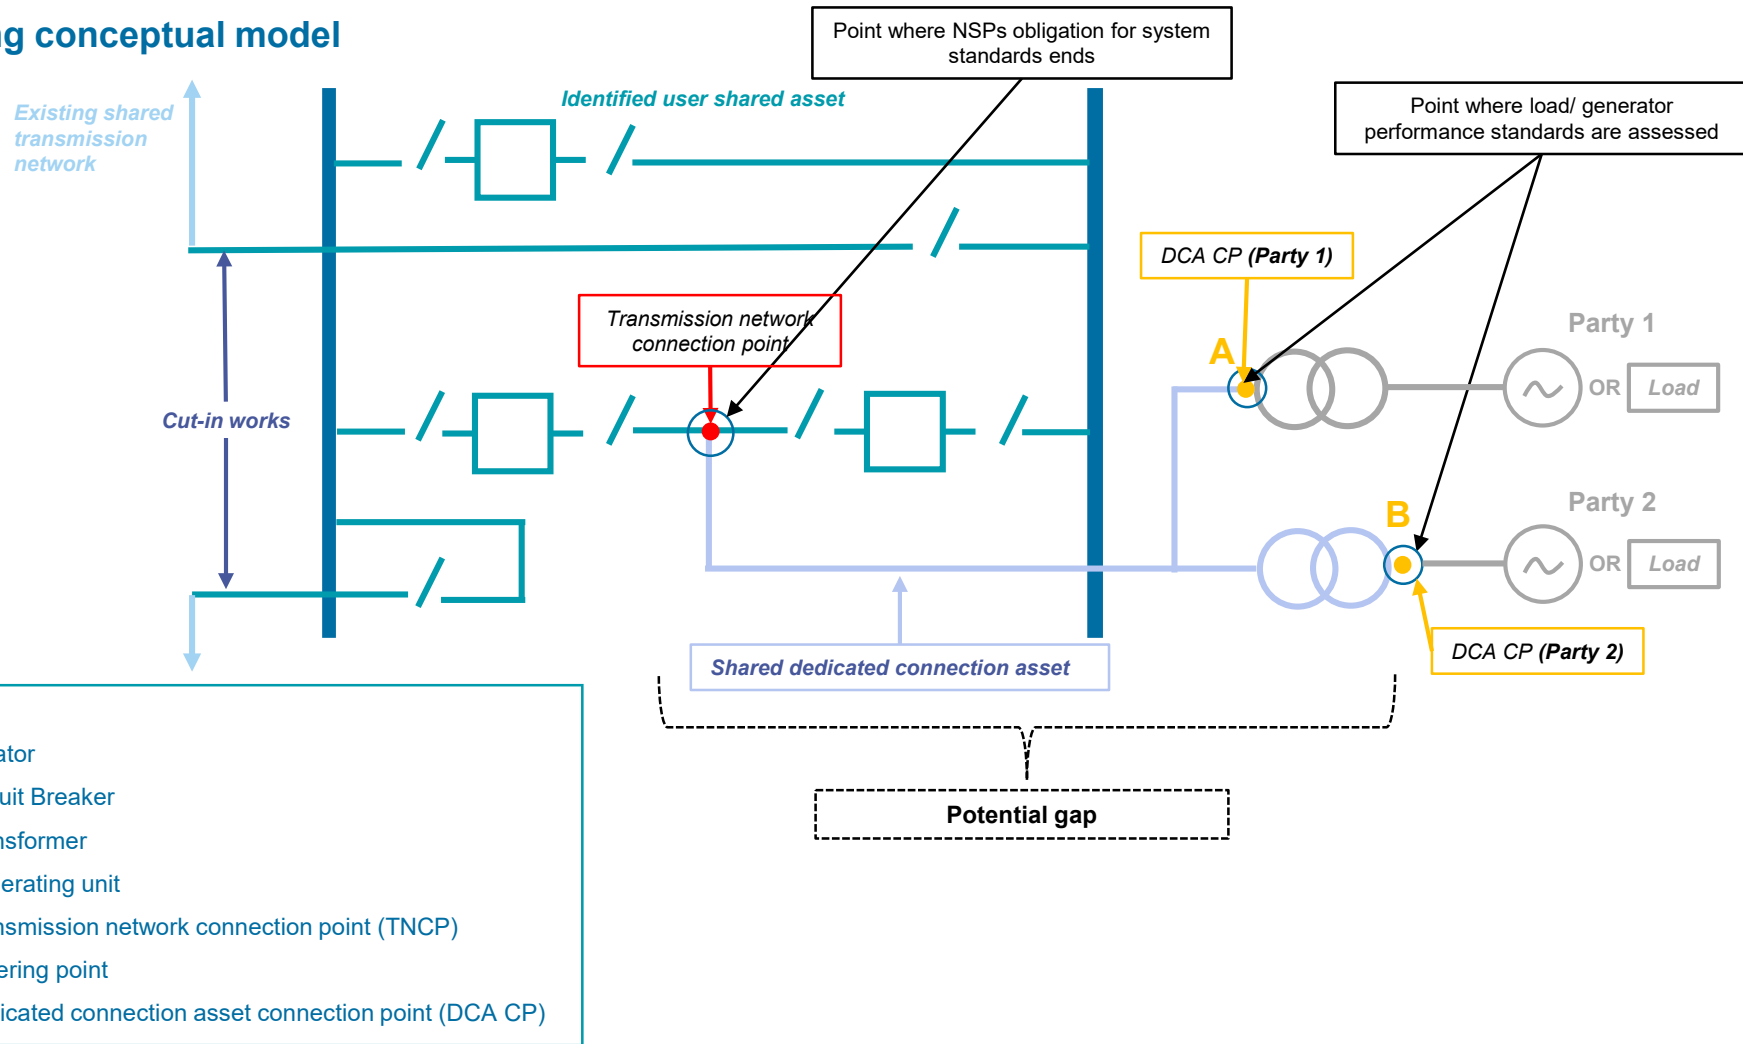 ng conceptual model
Point where NSPs obligation for system
standards ends
Existing shared
transmission
network
Identified user shared asset
Point where load/ generator
performance standards are assessed
DCA CP (Party 1)
Transmission network
connection point
Party 1
A
OR
Load
Cut-in works
Party 2
B
OR
Load
Shared dedicated connection asset
DCA CP (Party 2)
Potential gap
ator
uit Breaker
nsformer
erating unit
nsmission network connection point (TNCP)
ering point
icated connection asset connection point (DCA CP)